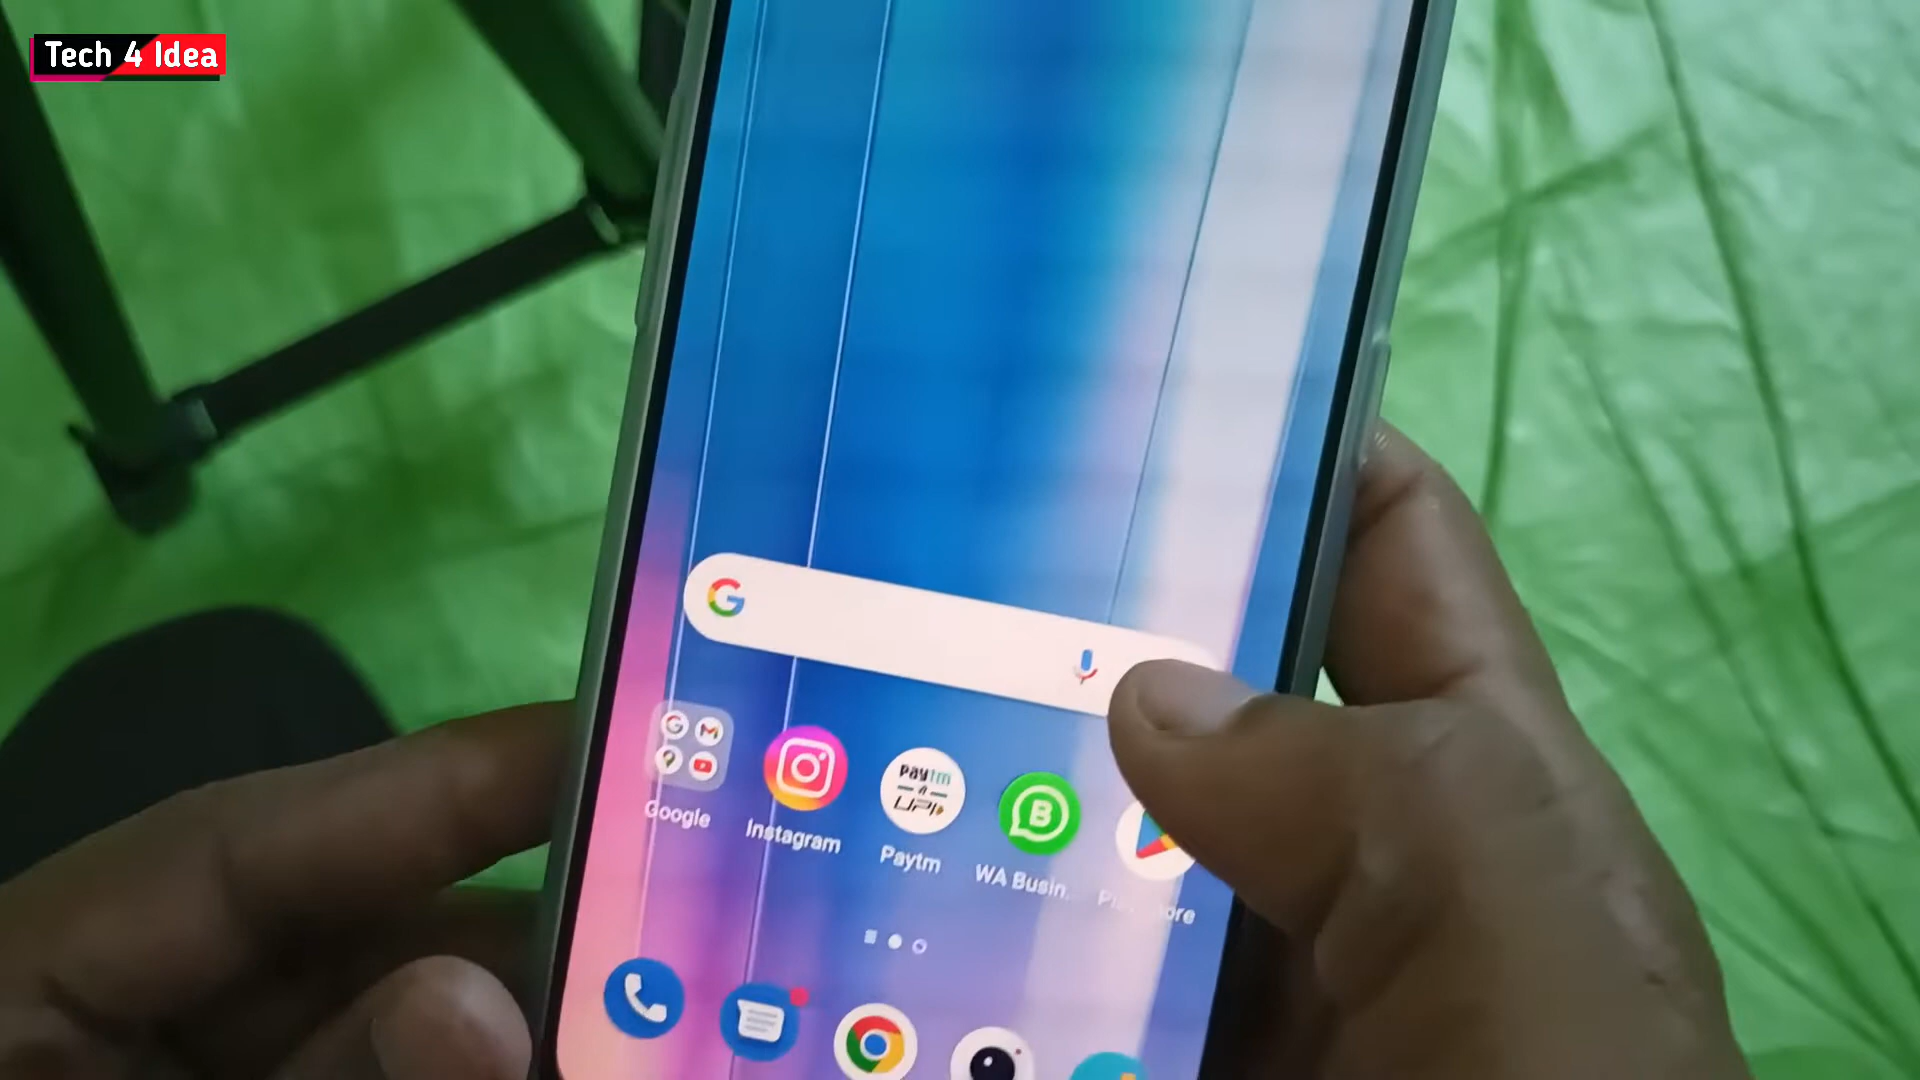 Tech 4 Idea
Google
Instagram
Paytm
UPI
Paytm
B
WA Busin..